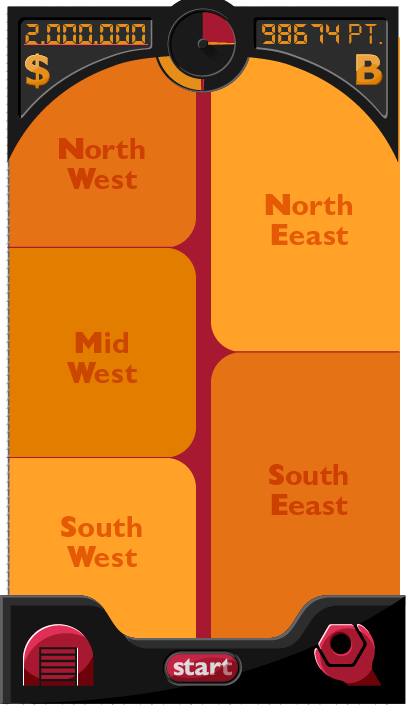 2.000.000
98674 PT.
$
B
North
West
North
Eeast
Mid
West
South
Eeast
South
West
start